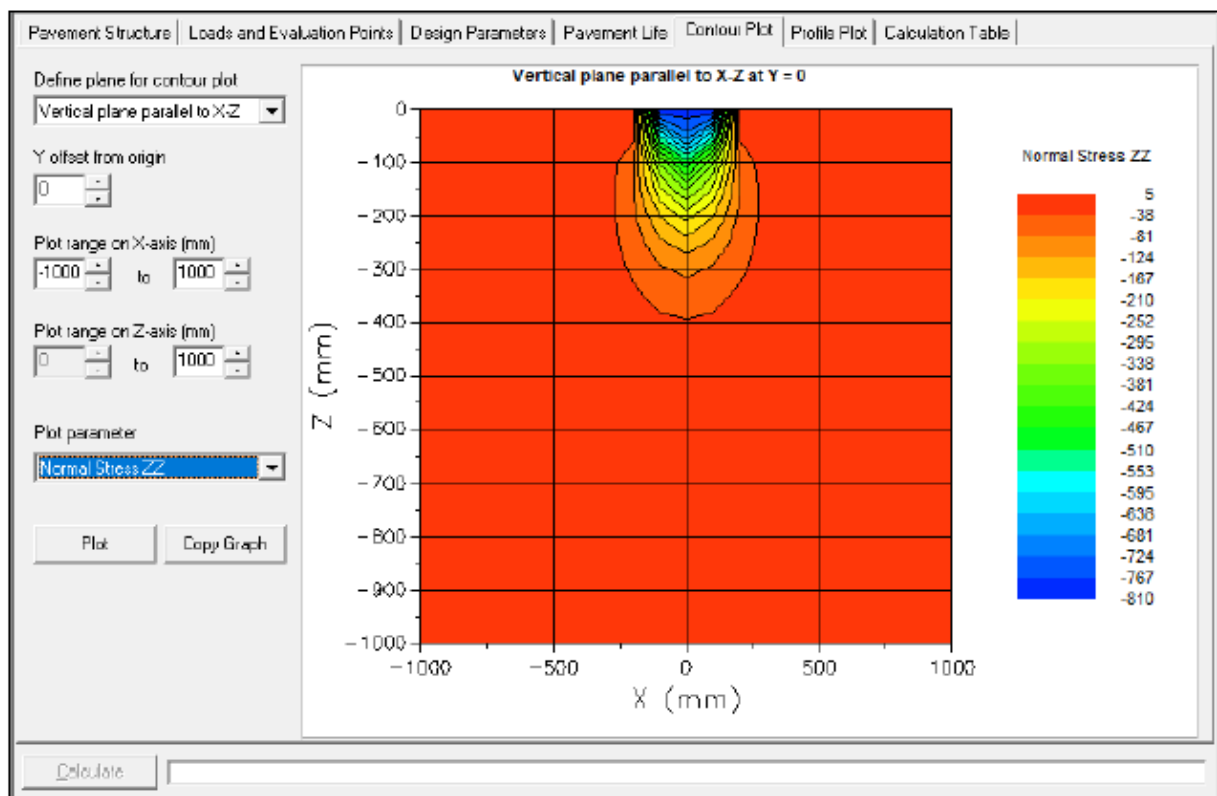 Pavement Structure | Loads and Evaluation Points | Design Parameters | Pavement Life | Contour Plot | Profile Plot | Calculation Table
Define plane for contour plot
Vertical plane parallel to X-Z
Y offset from origin
0
Plot range on X-axis (mm)
-1000 to 1000
Plot range on Z-axis (mm)
0 to 1000
Plot parameter
Normal Stress ZZ
Plot Copy Graph
Vertical plane parallel to X-Z at Y = 0
0
-100
-200
-300
-400
-500
-600
-700
-800
-900
-1000
Z (mm)
-1000 -500 0 500 1000
X (mm)
Normal Stress ZZ
5
-38
-81
-124
-167
-210
-252
-295
-338
-381
-424
-467
-510
-553
-595
-638
-681
-724
-767
-810
Calculate